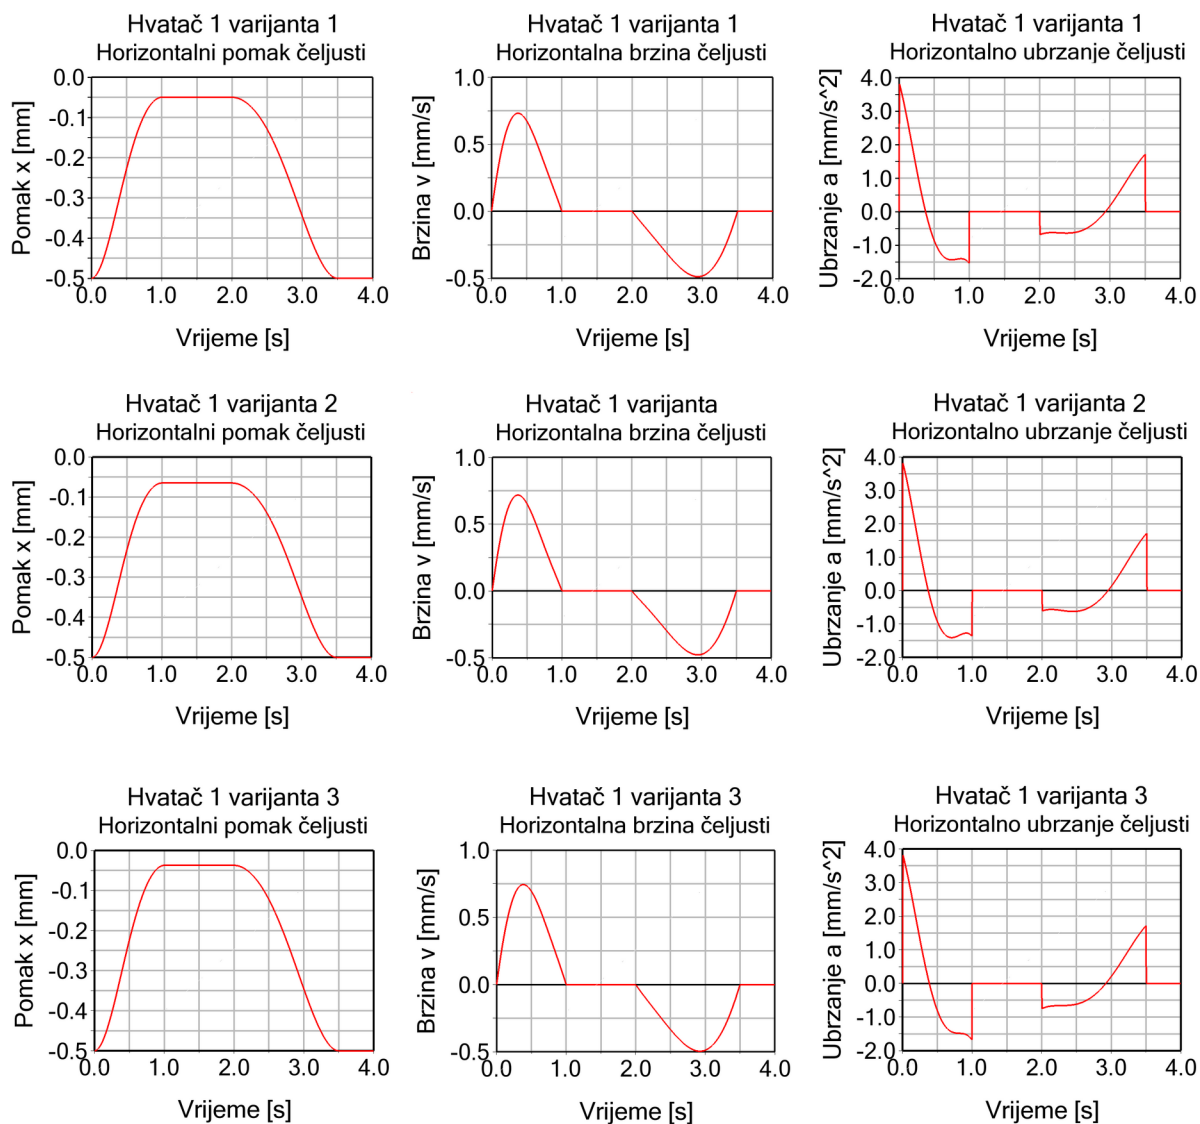 Hvatač 1 varijanta 1
Horizontalni pomak čeljusti
Pomak x [mm]
0.0
-0.1
-0.2
-0.3
-0.4
-0.5
0.0 1.0 2.0 3.0 4.0
Vrijeme [s]
Hvatač 1 varijanta 1
Horizontalna brzina čeljusti
Brzina v [mm/s]
1.0
0.5
0.0
-0.5
0.0 1.0 2.0 3.0 4.0
Vrijeme [s]
Hvatač 1 varijanta 1
Horizontalno ubrzanje čeljusti
Ubrzanje a [mm/s^2]
4.0
3.0
2.0
1.0
0.0
-1.0
-2.0
0.0 1.0 2.0 3.0 4.0
Vrijeme [s]
Hvatač 1 varijanta 2
Horizontalni pomak čeljusti
Pomak x [mm]
0.0
-0.1
-0.2
-0.3
-0.4
-0.5
0.0 1.0 2.0 3.0 4.0
Vrijeme [s]
Hvatač 1 varijanta
Horizontalna brzina čeljusti
Brzina v [mm/s]
1.0
0.5
0.0
-0.5
0.0 1.0 2.0 3.0 4.0
Vrijeme [s]
Hvatač 1 varijanta 2
Horizontalno ubrzanje čeljusti
Ubrzanje a [mm/s^2]
4.0
3.0
2.0
1.0
0.0
-1.0
-2.0
0.0 1.0 2.0 3.0 4.0
Vrijeme [s]
Hvatač 1 varijanta 3
Horizontalni pomak čeljusti
Pomak x [mm]
0.0
-0.1
-0.2
-0.3
-0.4
-0.5
0.0 1.0 2.0 3.0 4.0
Vrijeme [s]
Hvatač 1 varijanta 3
Horizontalna brzina čeljusti
Brzina v [mm/s]
1.0
0.5
0.0
-0.5
0.0 1.0 2.0 3.0 4.0
Vrijeme [s]
Hvatač 1 varijanta 3
Horizontalno ubrzanje čeljusti
Ubrzanje a [mm/s^2]
4.0
3.0
2.0
1.0
0.0
-1.0
-2.0
0.0 1.0 2.0 3.0 4.0
Vrijeme [s]